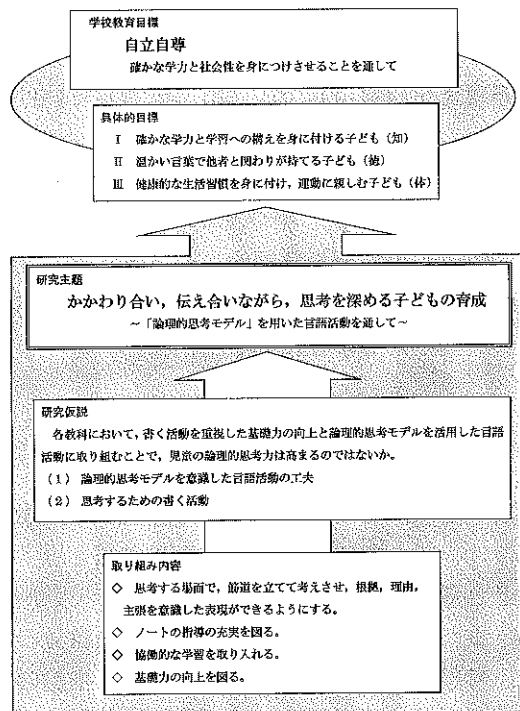 学校教育目標
自立自尊
確かな学力と社会性を身につけさせることを通して
具体的目標
Ⅰ 確かな学力と学習への構えを身に付ける子ども（知）
Ⅱ 温かい言葉で他者と関わりが持てる子ども（徳）
Ⅲ 健康的な生活習慣を身に付け，運動に親しむ子ども（体）
研究主題
かかわり合い，伝え合いながら，思考を深める子どもの育成
～「論理的思考モデル」を用いた言語活動を通して～
研究仮説
各教科において，書く活動を重視した基礎力の向上と論理的思考モデルを活用した言語
活動に取り組むことで，児童の論理的思考力は高まるのではないか。
（1） 論理的思考モデルを意識した言語活動の工夫
（2） 思考するための書く活動
取り組み内容
◇ 思考する場面で，筋道を立てて考えさせ，根拠，理由，
主張を意識した表現ができるようにする。
◇ ノートの指導の充実を図る。
◇ 協働的な学習を取り入れる。
◇ 基礎力の向上を図る。